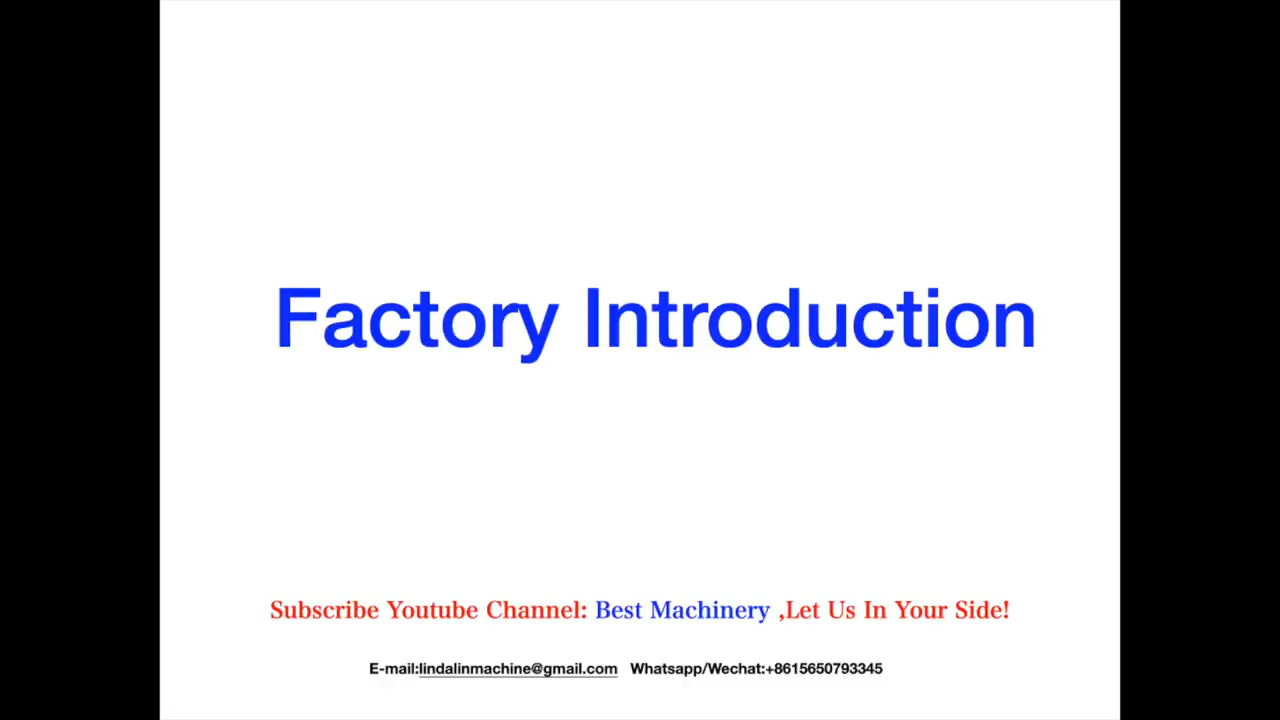 Factory Introduction
Subscribe Youtube Channel: Best Machinery ,Let Us In Your Side!
E-mail:lindalinmachine@gmail.com Whatsapp/Wechat:+8615650793345